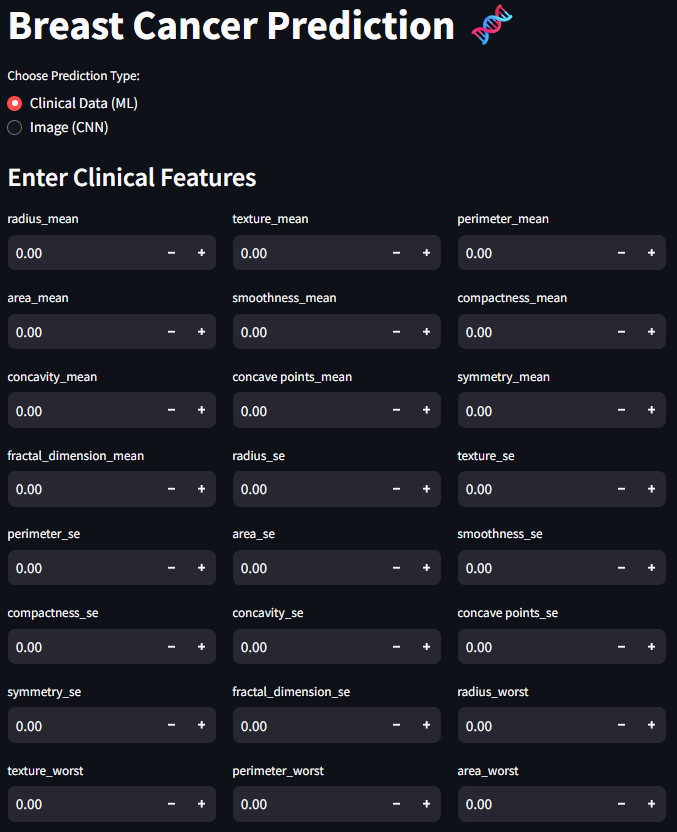 Breast Cancer Prediction 🧬
Choose Prediction Type:
Clinical Data (ML)
Image (CNN)
Enter Clinical Features
radius_mean texture_mean perimeter_mean
0.00 − + 0.00 − + 0.00 − +
area_mean smoothness_mean compactness_mean
0.00 − + 0.00 − + 0.00 − +
concavity_mean concave points_mean symmetry_mean
0.00 − + 0.00 − + 0.00 − +
fractal_dimension_mean radius_se texture_se
0.00 − + 0.00 − + 0.00 − +
perimeter_se area_se smoothness_se
0.00 − + 0.00 − + 0.00 − +
compactness_se concavity_se concave points_se
0.00 − + 0.00 − + 0.00 − +
symmetry_se fractal_dimension_se radius_worst
0.00 − + 0.00 − + 0.00 − +
texture_worst perimeter_worst area_worst
0.00 − + 0.00 − + 0.00 − +